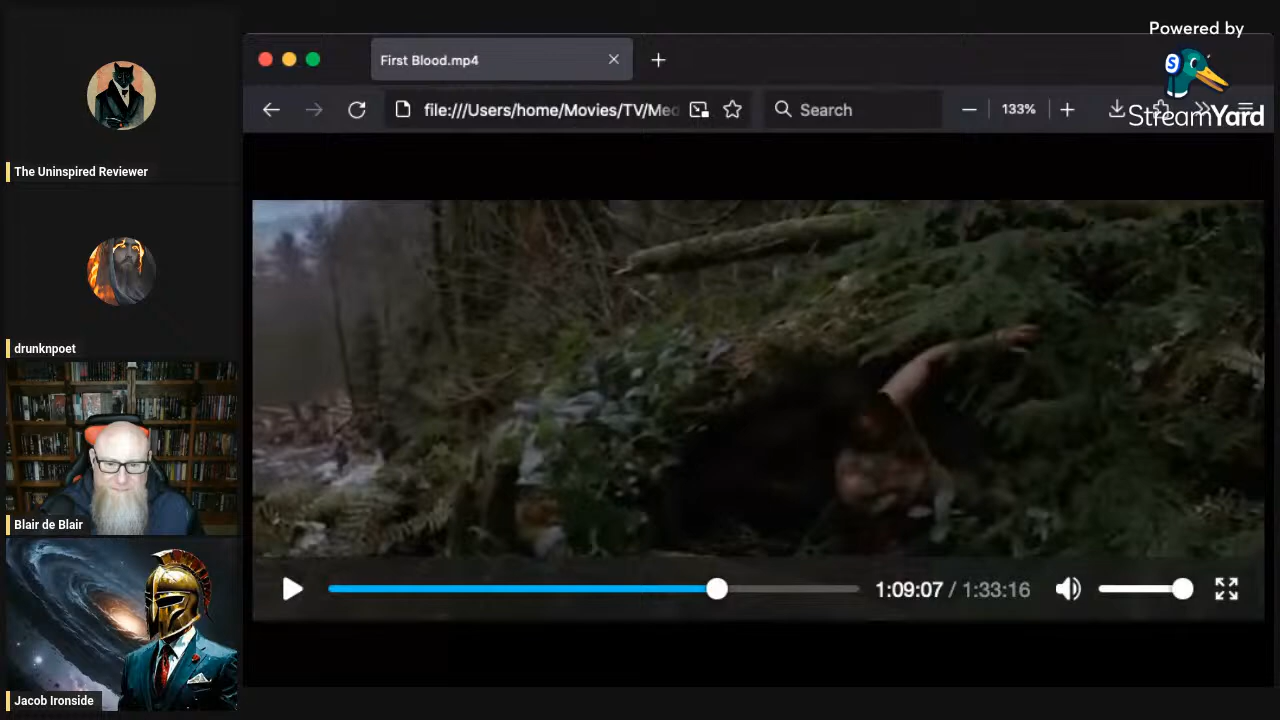 Powered by
StreamYard
First Blood.mp4
file:///Users/home/Movies/TV/Med
Search
133%
The Uninspired Reviewer
drunknpoet
Blair de Blair
Jacob Ironside
1:09:07 / 1:33:16